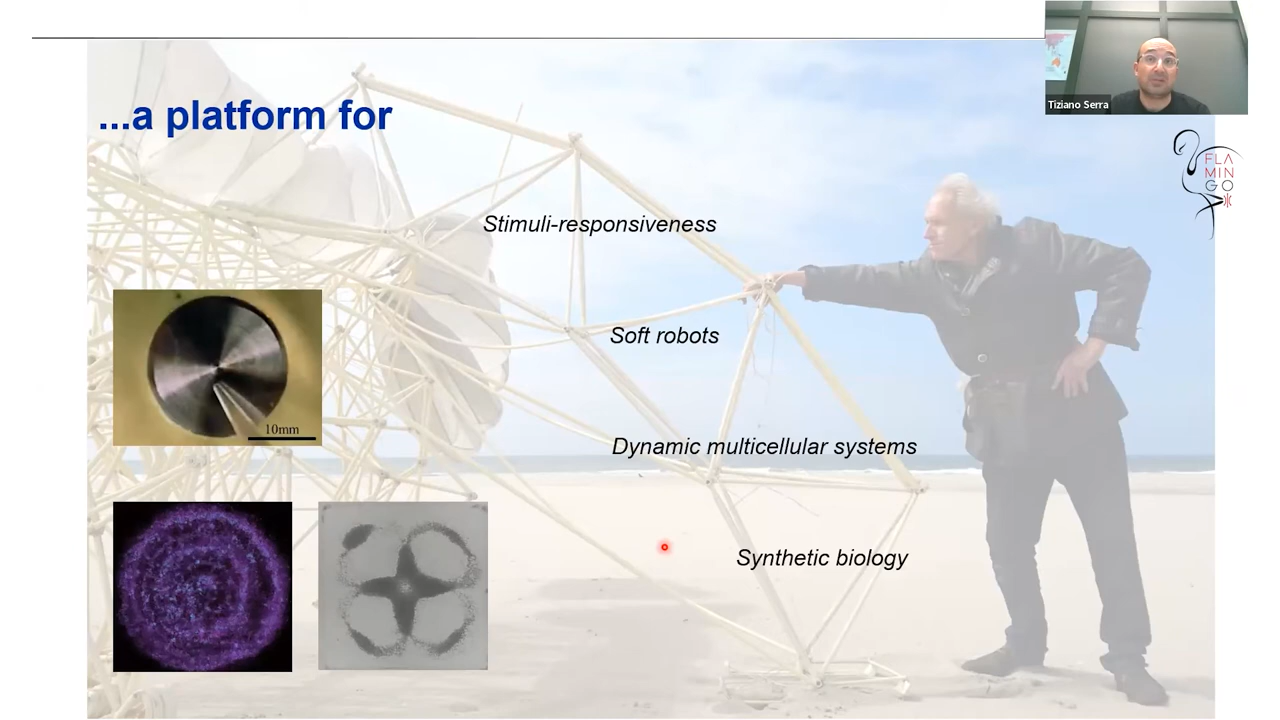 ...a platform for
Tiziano Serra
FLA
MIN
GO
Stimuli-responsiveness
Soft robots
10mm
Dynamic multicellular systems
Synthetic biology